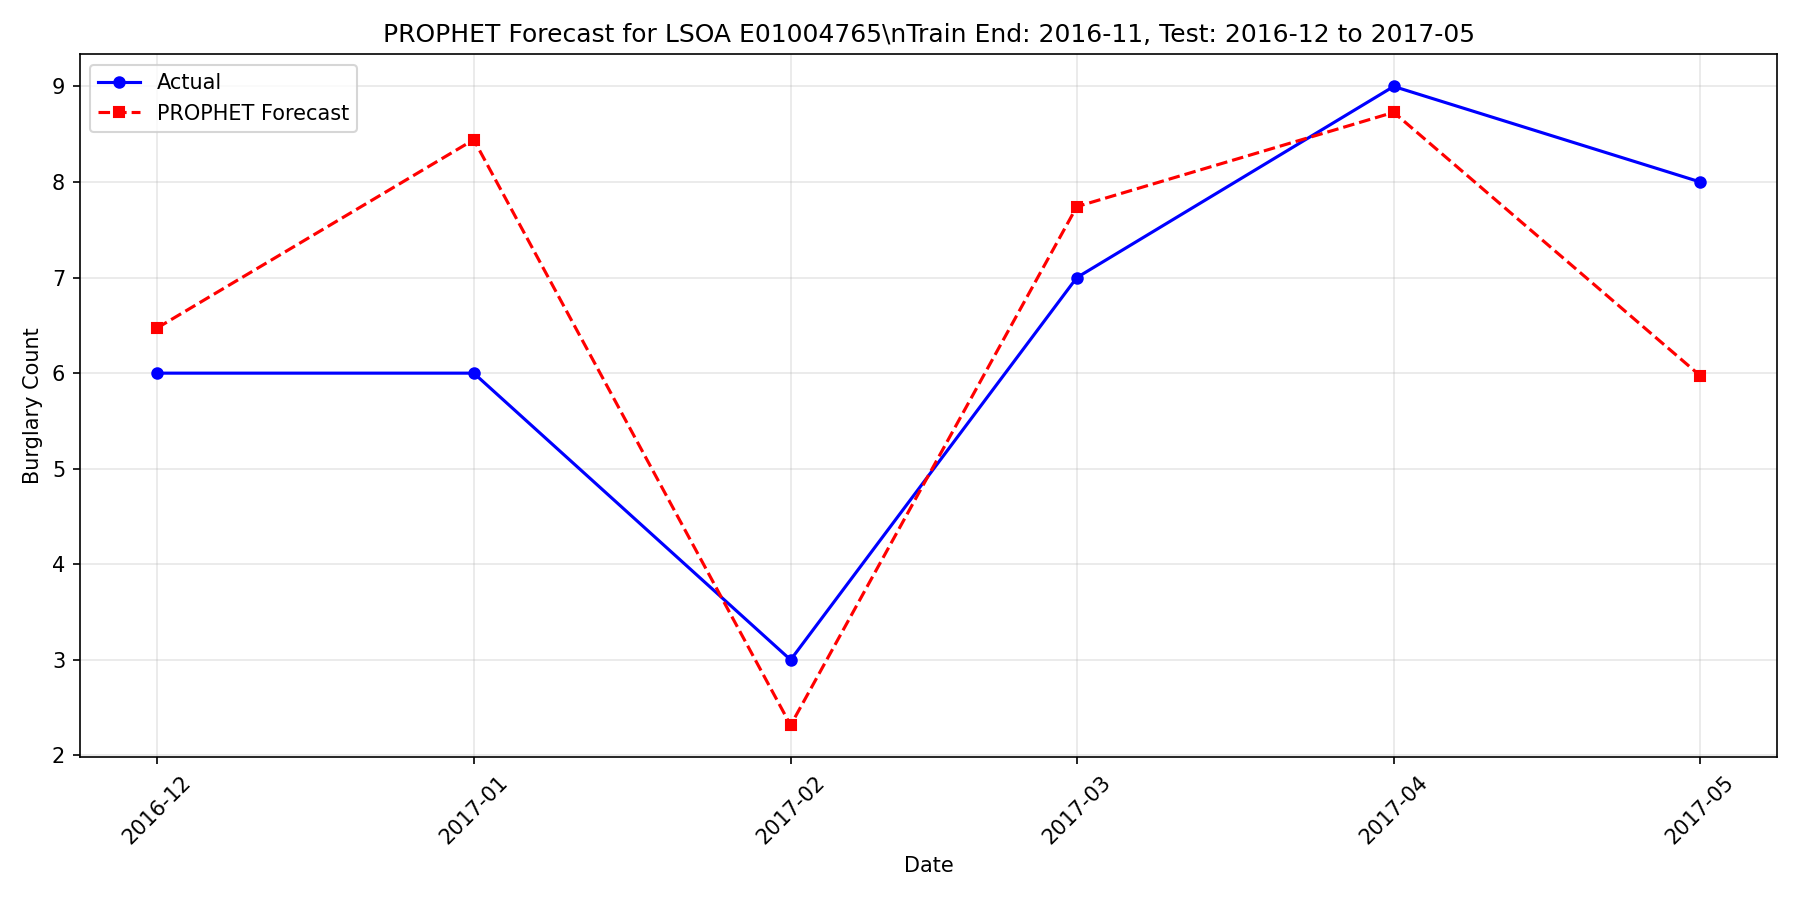 PROPHET Forecast for LSOA E01004765\nTrain End: 2016-11, Test: 2016-12 to 2017-05
Actual
PROPHET Forecast
9
8
7
6
5
4
3
2
Burglary Count
2016-12
2017-01
2017-02
2017-03
2017-04
2017-05
Date